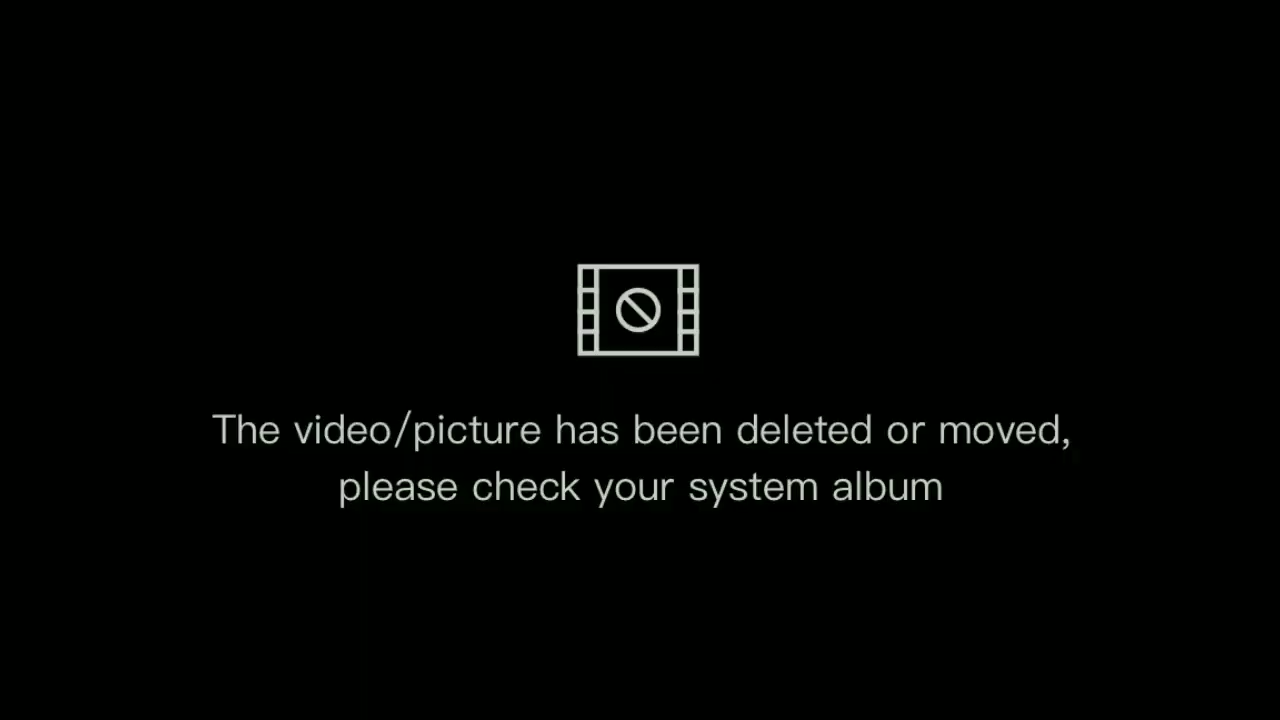 The video/picture has been deleted or moved,
please check your system album